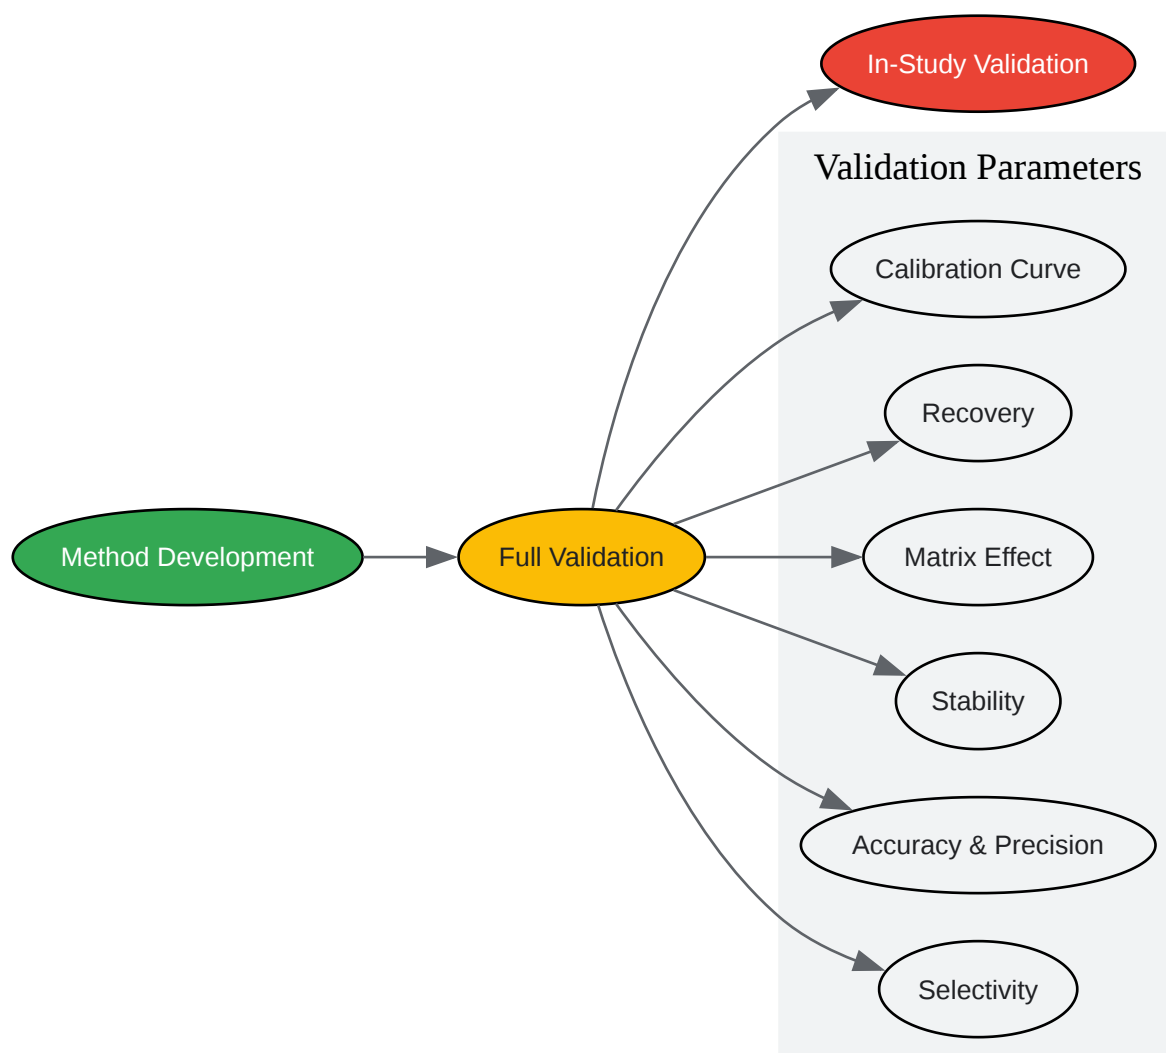 In-Study Validation
Validation Parameters
Calibration Curve
Recovery
Method Development
Full Validation
Matrix Effect
Stability
Accuracy & Precision
Selectivity